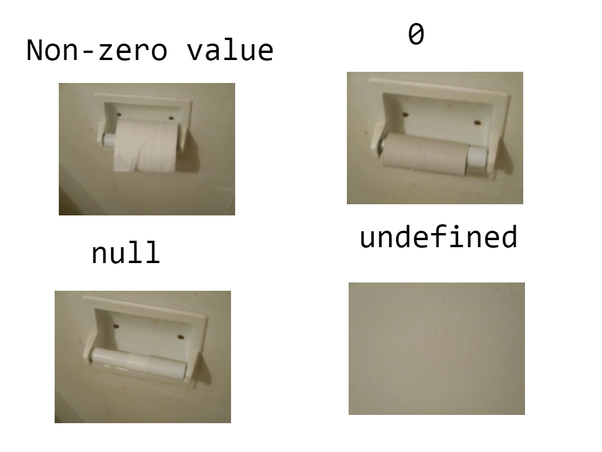 Non-zero value
0
null
undefined